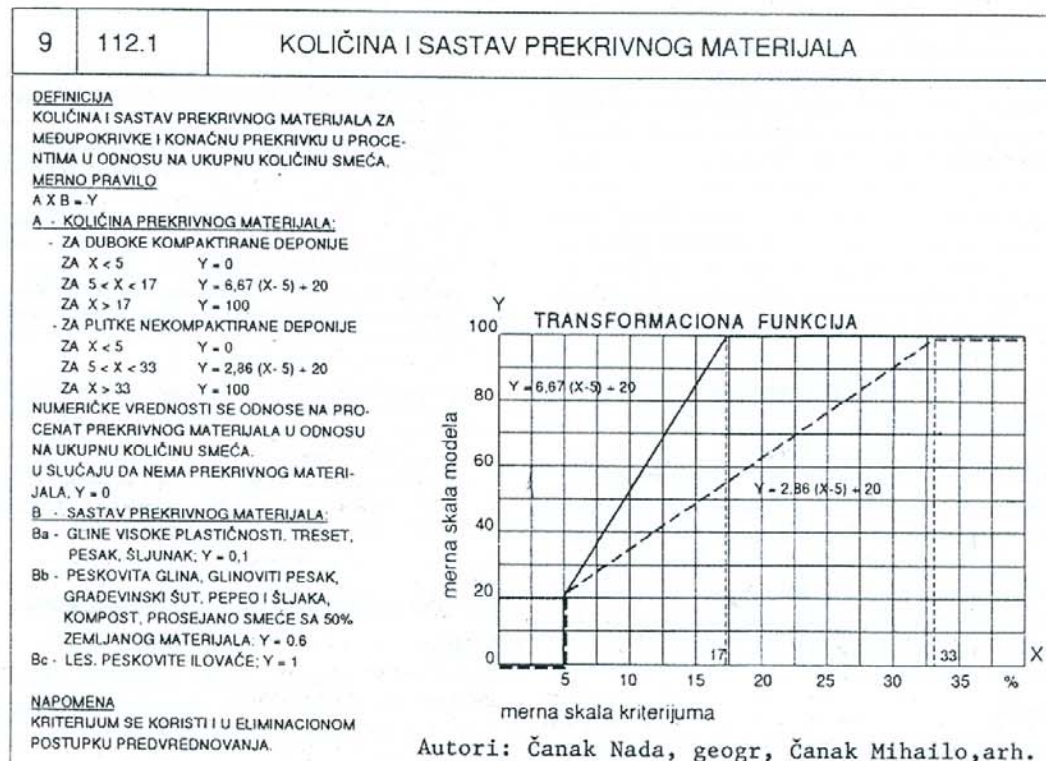 9 112.1 KOLIČINA I SASTAV PREKRIVNOG MATERIJALA
DEFINICIJA
KOLIČINA I SASTAV PREKRIVNOG MATERIJALA ZA
MEĐUPOKRIVKE I KONAČNU PREKRIVKU U PROCE-
NTIMA U ODNOSU NA UKUPNU KOLIČINU SMEĆA.
MERNO PRAVILO
A X B = Y
A - KOLIČINA PREKRIVNOG MATERIJALA:
- ZA DUBOKE KOMPAKTIRANE DEPONIJE
ZA X < 5 Y = 0
ZA 5 < X < 17 Y = 6,67 (X- 5) + 20
ZA X > 17 Y = 100
- ZA PLITKE NEKOMPAKTIRANE DEPONIJE
ZA X < 5 Y = 0
ZA 5 < X < 33 Y = 2,86 (X- 5) + 20
ZA X > 33 Y = 100
NUMERIČKE VREDNOSTI SE ODNOSE NA PRO-
CENAT PREKRIVNOG MATERIJALA U ODNOSU
NA UKUPNU KOLIČINU SMEĆA.
U SLUČAJU DA NEMA PREKRIVNOG MATERI-
JALA, Y = 0
B - SASTAV PREKRIVNOG MATERIJALA:
Ba - GLINE VISOKE PLASTIČNOSTI. TRESET,
PESAK, ŠLJUNAK; Y = 0,1
Bb - PESKOVITA GLINA, GLINOVITI PESAK,
GRAĐEVINSKI ŠUT, PEPEO I ŠLJAKA,
KOMPOST, PROSEJANO SMEĆE SA 50%
ZEMLJANOG MATERIJALA: Y = 0.6
Bc - LES. PESKOVITE ILOVAČE; Y = 1
NAPOMENA
KRITERIJUM SE KORISTI I U ELIMINACIONOM
POSTUPKU PREDVREDNOVANJA.
Y
TRANSFORMACIONA FUNKCIJA
100
80
60
40
20
0
merna skala modela
Y = 6,67 (X-5) + 20
Y = 2.86 (X-5) + 20
17 33 X
5 10 15 20 25 30 35 %
merna skala kriterijuma
Autori: Čanak Nada, geogr, Čanak Mihailo,arh.